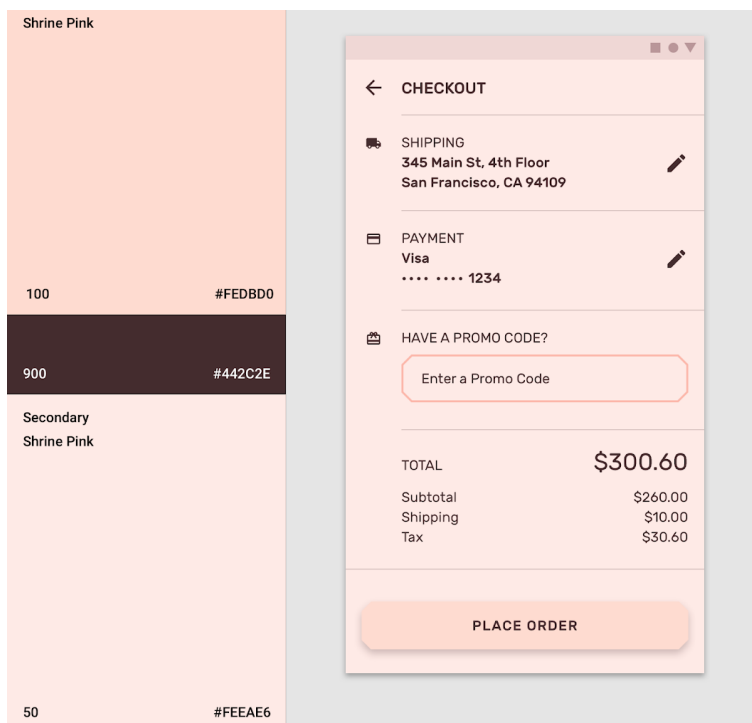 Shrine Pink
100 #FEDBD0
900 #442C2E
Secondary
Shrine Pink
50 #FEEAE6
CHECKOUT
SHIPPING
345 Main St, 4th Floor
San Francisco, CA 94109
PAYMENT
Visa
•••• •••• 1234
HAVE A PROMO CODE?
Enter a Promo Code
TOTAL $300.60
Subtotal $260.00
Shipping $10.00
Tax $30.60
PLACE ORDER